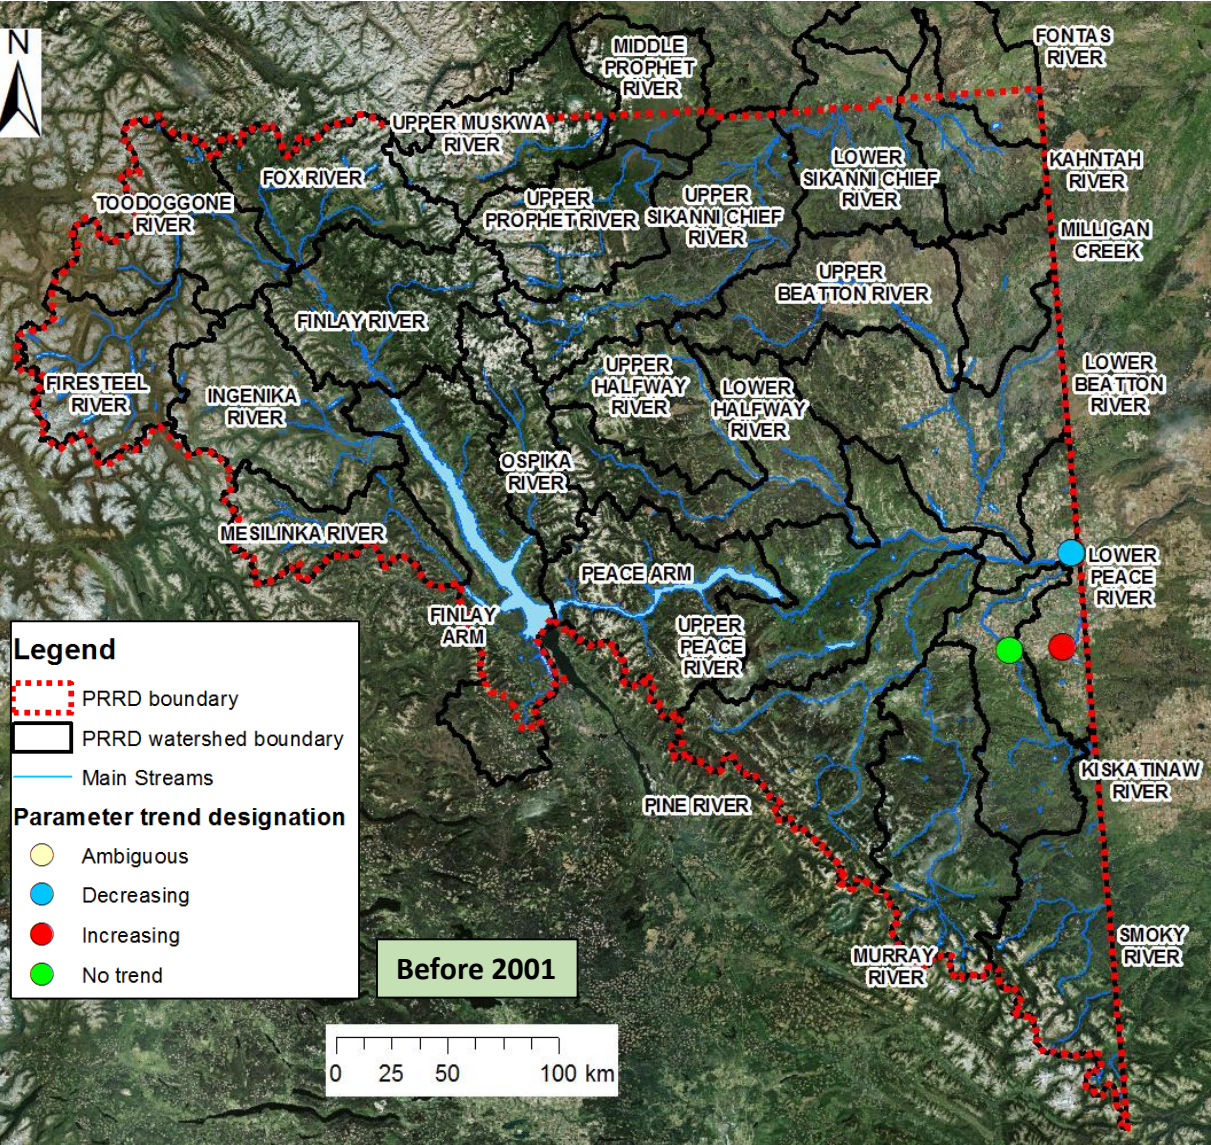 N
MIDDLE
PROPHET
RIVER
FONTAS
RIVER
UPPER MUSKWA
RIVER
FOX RIVER
LOWER
SIKANNI CHIEF
RIVER
KAHNTAH
RIVER
TOODOGGONE
RIVER
UPPER
PROPHET RIVER
UPPER
SIKANNI CHIEF
RIVER
MILLIGAN
CREEK
UPPER
BEATTON RIVER
FINLAY RIVER
FIRESTEEL
RIVER
INGENIKA
RIVER
UPPER
HALFWAY
RIVER
LOWER
HALFWAY
RIVER
LOWER
BEATTON
RIVER
OSPIKA
RIVER
MESILINKA RIVER
PEACE ARM
LOWER
PEACE
RIVER
FINLAY
ARM
UPPER
PEACE
RIVER
KISKATINAW
RIVER
PINE RIVER
MURRAY
RIVER
SMOKY
RIVER
Legend
PRRD boundary
PRRD watershed boundary
Main Streams
Parameter trend designation
Ambiguous
Decreasing
Increasing
No trend
Before 2001
0 25 50 100 km